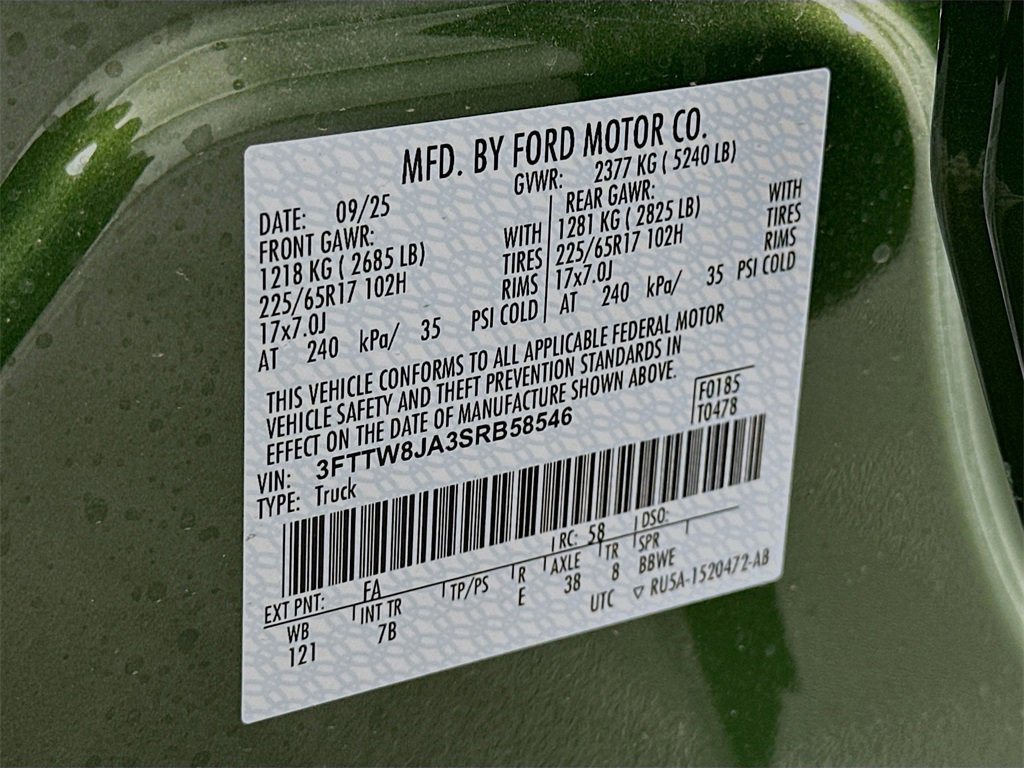 MFD. BY FORD MOTOR CO.
DATE: 09/25 GVWR: 2377 KG ( 5240 LB)
FRONT GAWR: REAR GAWR:
1218 KG ( 2685 LB) WITH 1281 KG ( 2825 LB) WITH
225/65R17 102H TIRES 225/65R17 102H TIRES
17x7.0J RIMS 17x7.0J RIMS
AT 240 kPa/ 35 PSI COLD AT 240 kPa/ 35 PSI COLD
THIS VEHICLE CONFORMS TO ALL APPLICABLE FEDERAL MOTOR
VEHICLE SAFETY AND THEFT PREVENTION STANDARDS IN
EFFECT ON THE DATE OF MANUFACTURE SHOWN ABOVE.
VIN: 3FTTW8JA3SRB58546 F0185
TYPE: Truck T0478
EXT PNT: FA RC: 58 DSO:
WB INT TR TP/PS R AXLE TR SPR
121 7B E 38 8 BBWE
UTC ▽ RU5A-1520472-AB